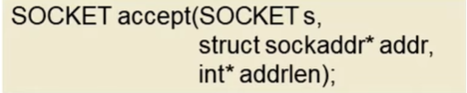 SOCKET accept(SOCKET s,
struct sockaddr* addr,
int* addrlen);